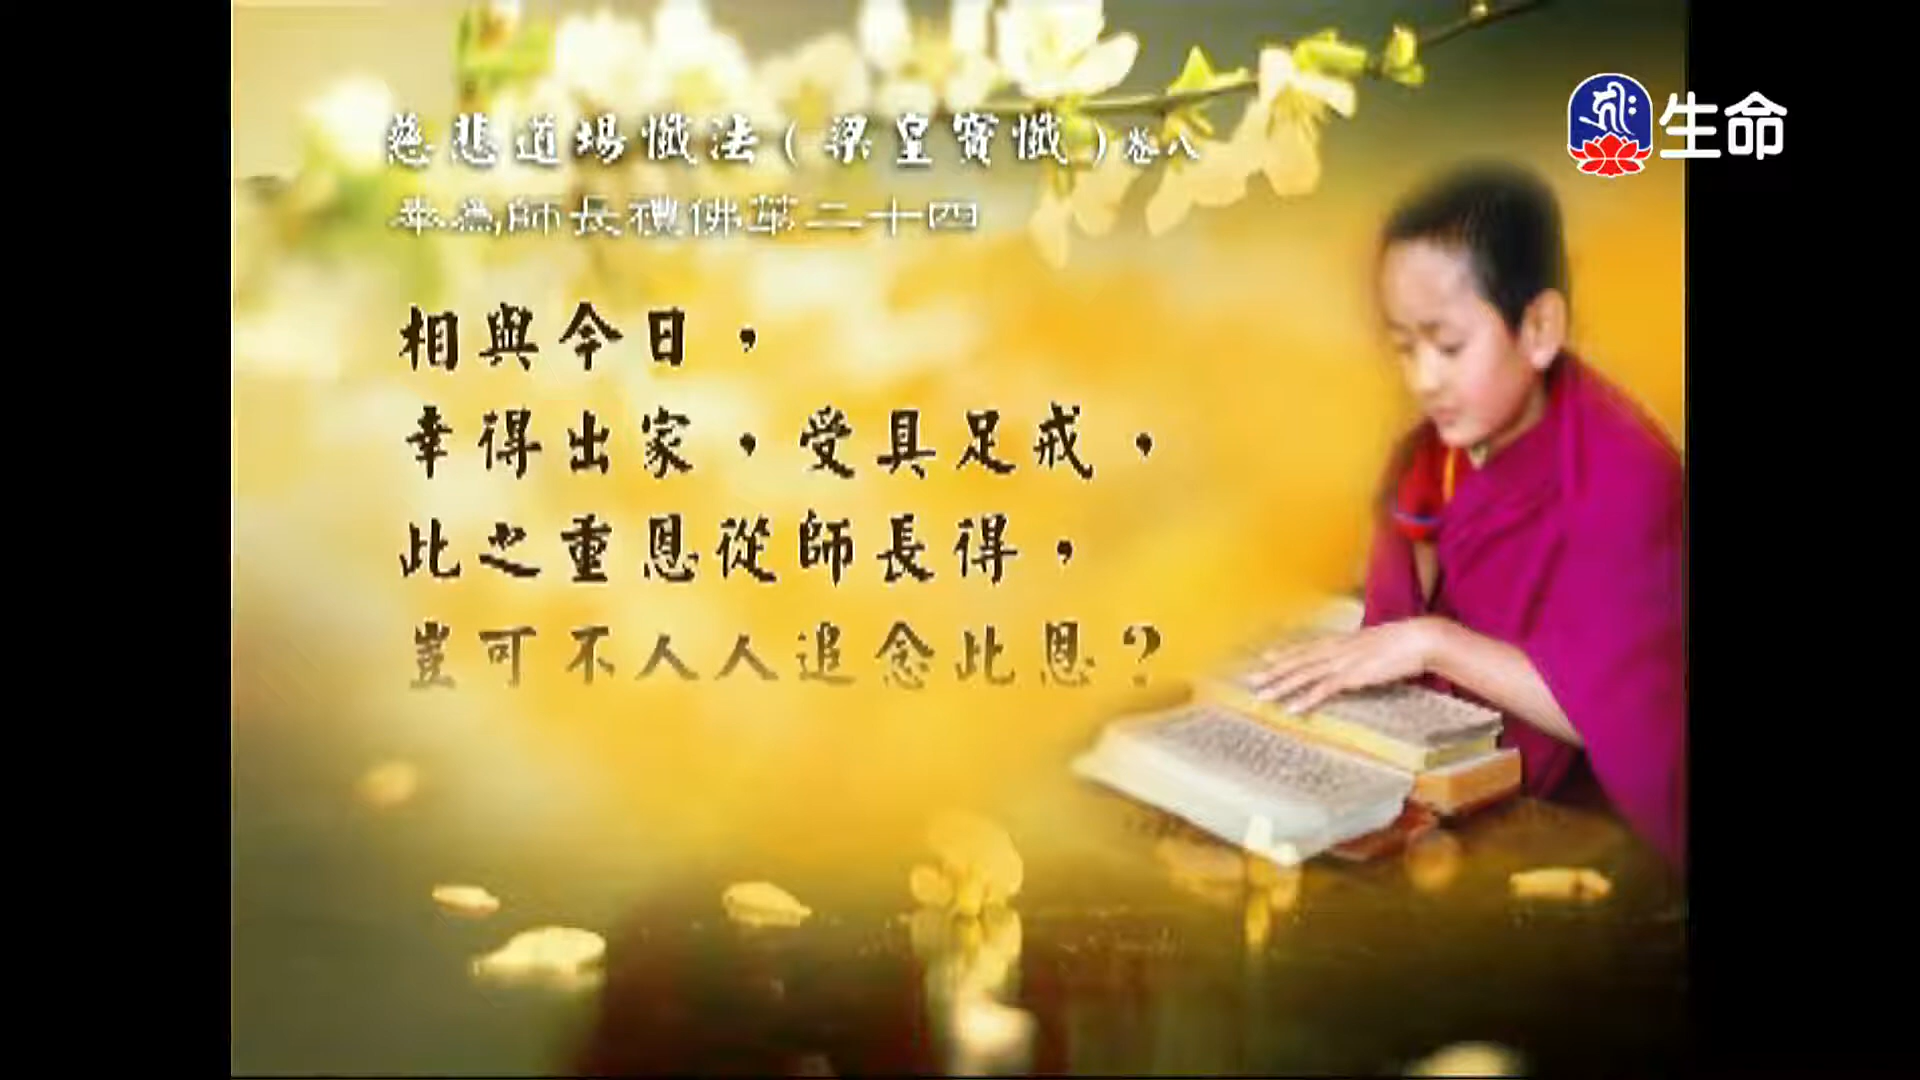 慈悲道場懺法(梁皇寶懺)卷八
奉為師長禮佛第二十四
生命
相與今日，
幸得出家，受具足戒，
此之重恩從師長得，
豈可不人人追念此恩？